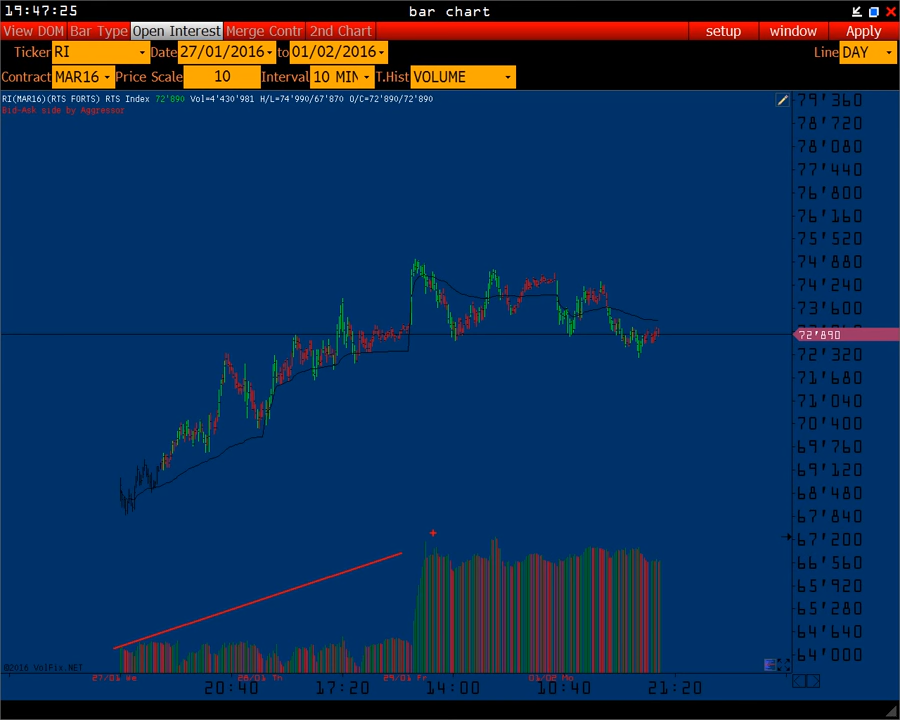 19:47:25 bar chart
View DOM Bar Type Open Interest Merge Contr 2nd Chart setup window Apply
Ticker RI Date 27/01/2016 to 01/02/2016 Line DAY
Contract MAR16 Price Scale 10 Interval 10 MIN T.Hist VOLUME
RI(MAR16)(RTS FORTS) RTS Index 72'890 Vol=4'430'981 H/L=74'990/67'870 O/C=72'890/72'890
Bid-Ask side by Aggressor
79'360
78'720
78'080
77'440
76'800
76'160
75'520
74'880
74'240
73'600
72'890
72'320
71'680
71'040
70'400
69'760
69'120
68'480
67'840
67'200
66'560
65'920
65'280
64'640
64'000
©2016 VolFix.NET
27/01 We 28/01 Th 29/01 Fr 01/02 Mo
20:40 17:20 14:00 10:40 21:20